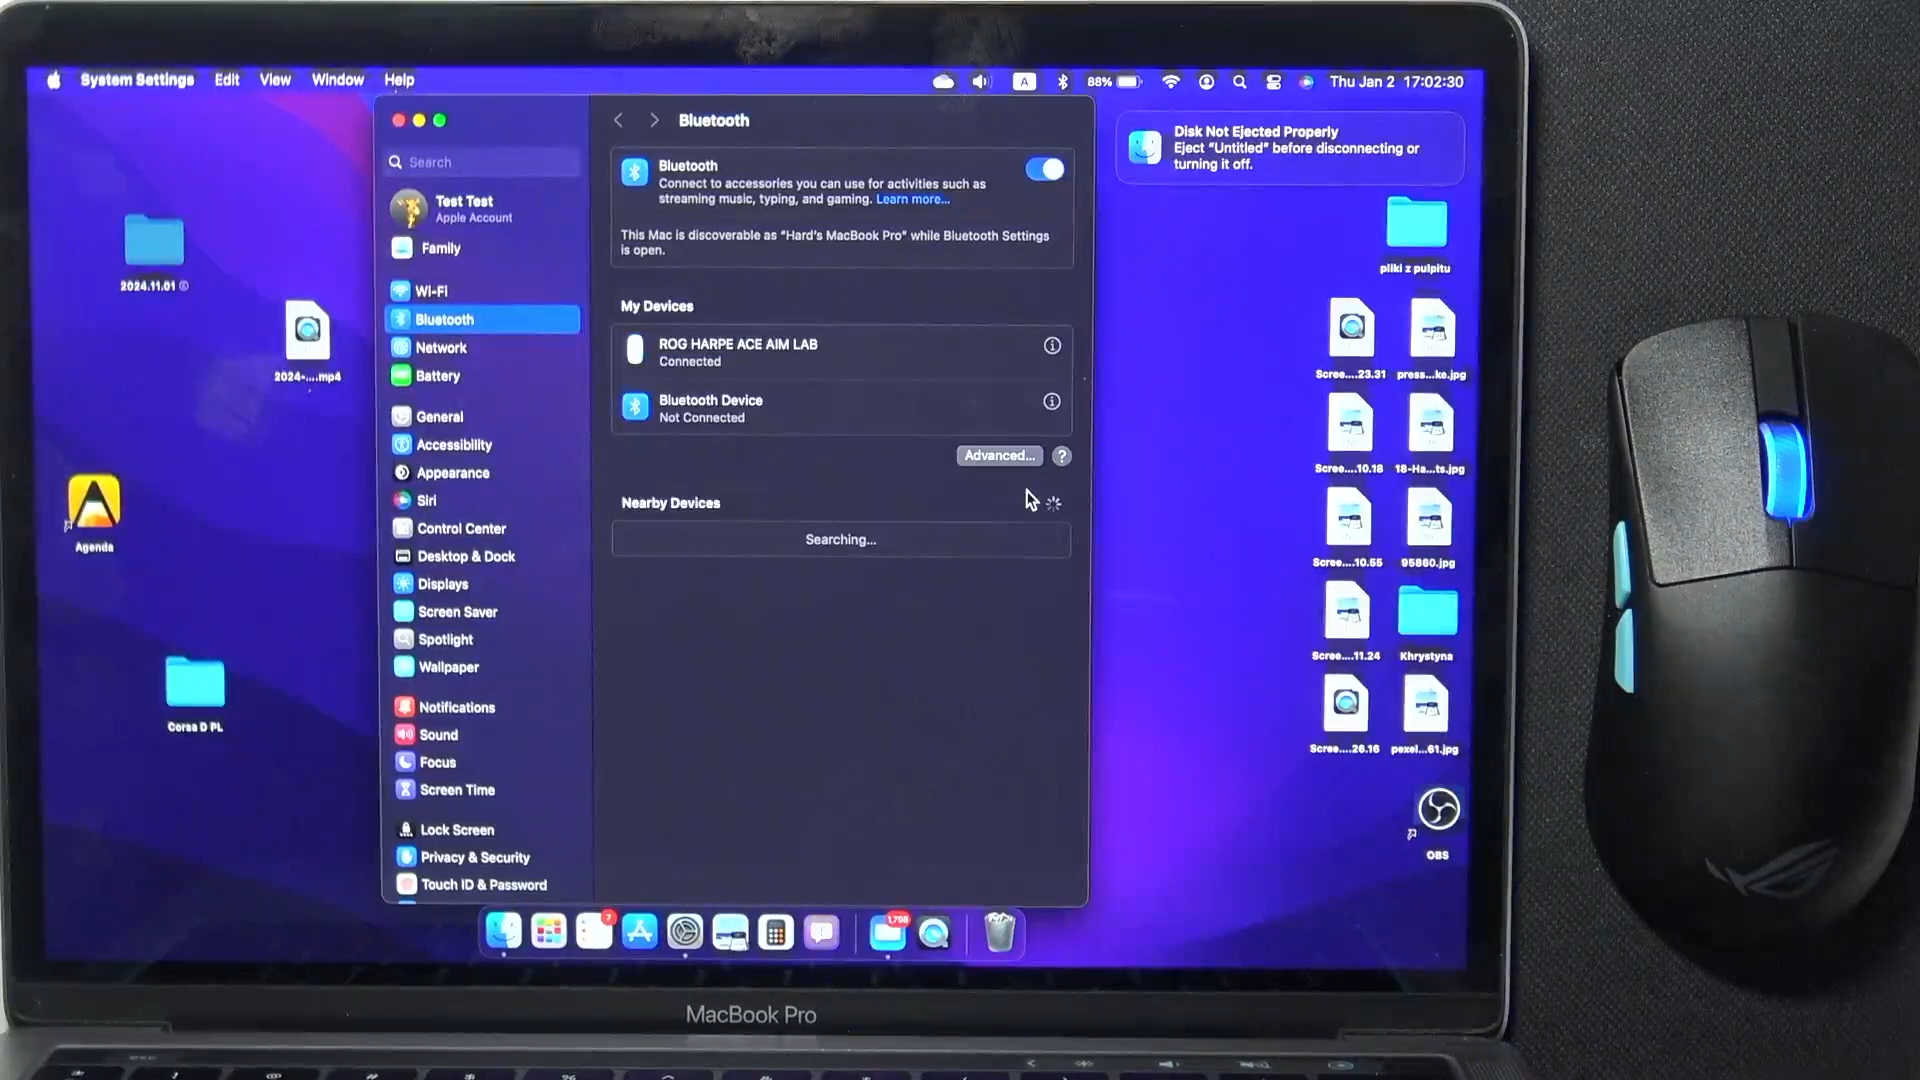 System Settings Edit View Window Help
A 88% Thu Jan 2 17:02:30
Bluetooth
Disk Not Ejected Properly
Eject "Untitled" before disconnecting or
turning it off.
Search
Test Test
Apple Account
Family
Wi-Fi
Bluetooth
Network
Battery
General
Accessibility
Appearance
Siri
Control Center
Desktop & Dock
Displays
Screen Saver
Spotlight
Wallpaper
Notifications
Sound
Focus
Screen Time
Lock Screen
Privacy & Security
Touch ID & Password
Bluetooth
Connect to accessories you can use for activities such as
streaming music, typing, and gaming. Learn more...
This Mac is discoverable as "Hard's MacBook Pro" while Bluetooth Settings
is open.
My Devices
ROG HARPE ACE AIM LAB
Connected
Bluetooth Device
Not Connected
Advanced... ?
Nearby Devices
Searching...
2024.11.01
2024-....mp4
Agenda
Corsa D PL
pliki z pulpitu
Scree....23.31 press...ke.jpg
Scree....10.18 18-Ha...ts.jpg
Scree....10.55 95860.jpg
Scree....11.24 Khrystyna
Scree....26.16 pexel...61.jpg
OBS
7
1,798
MacBook Pro